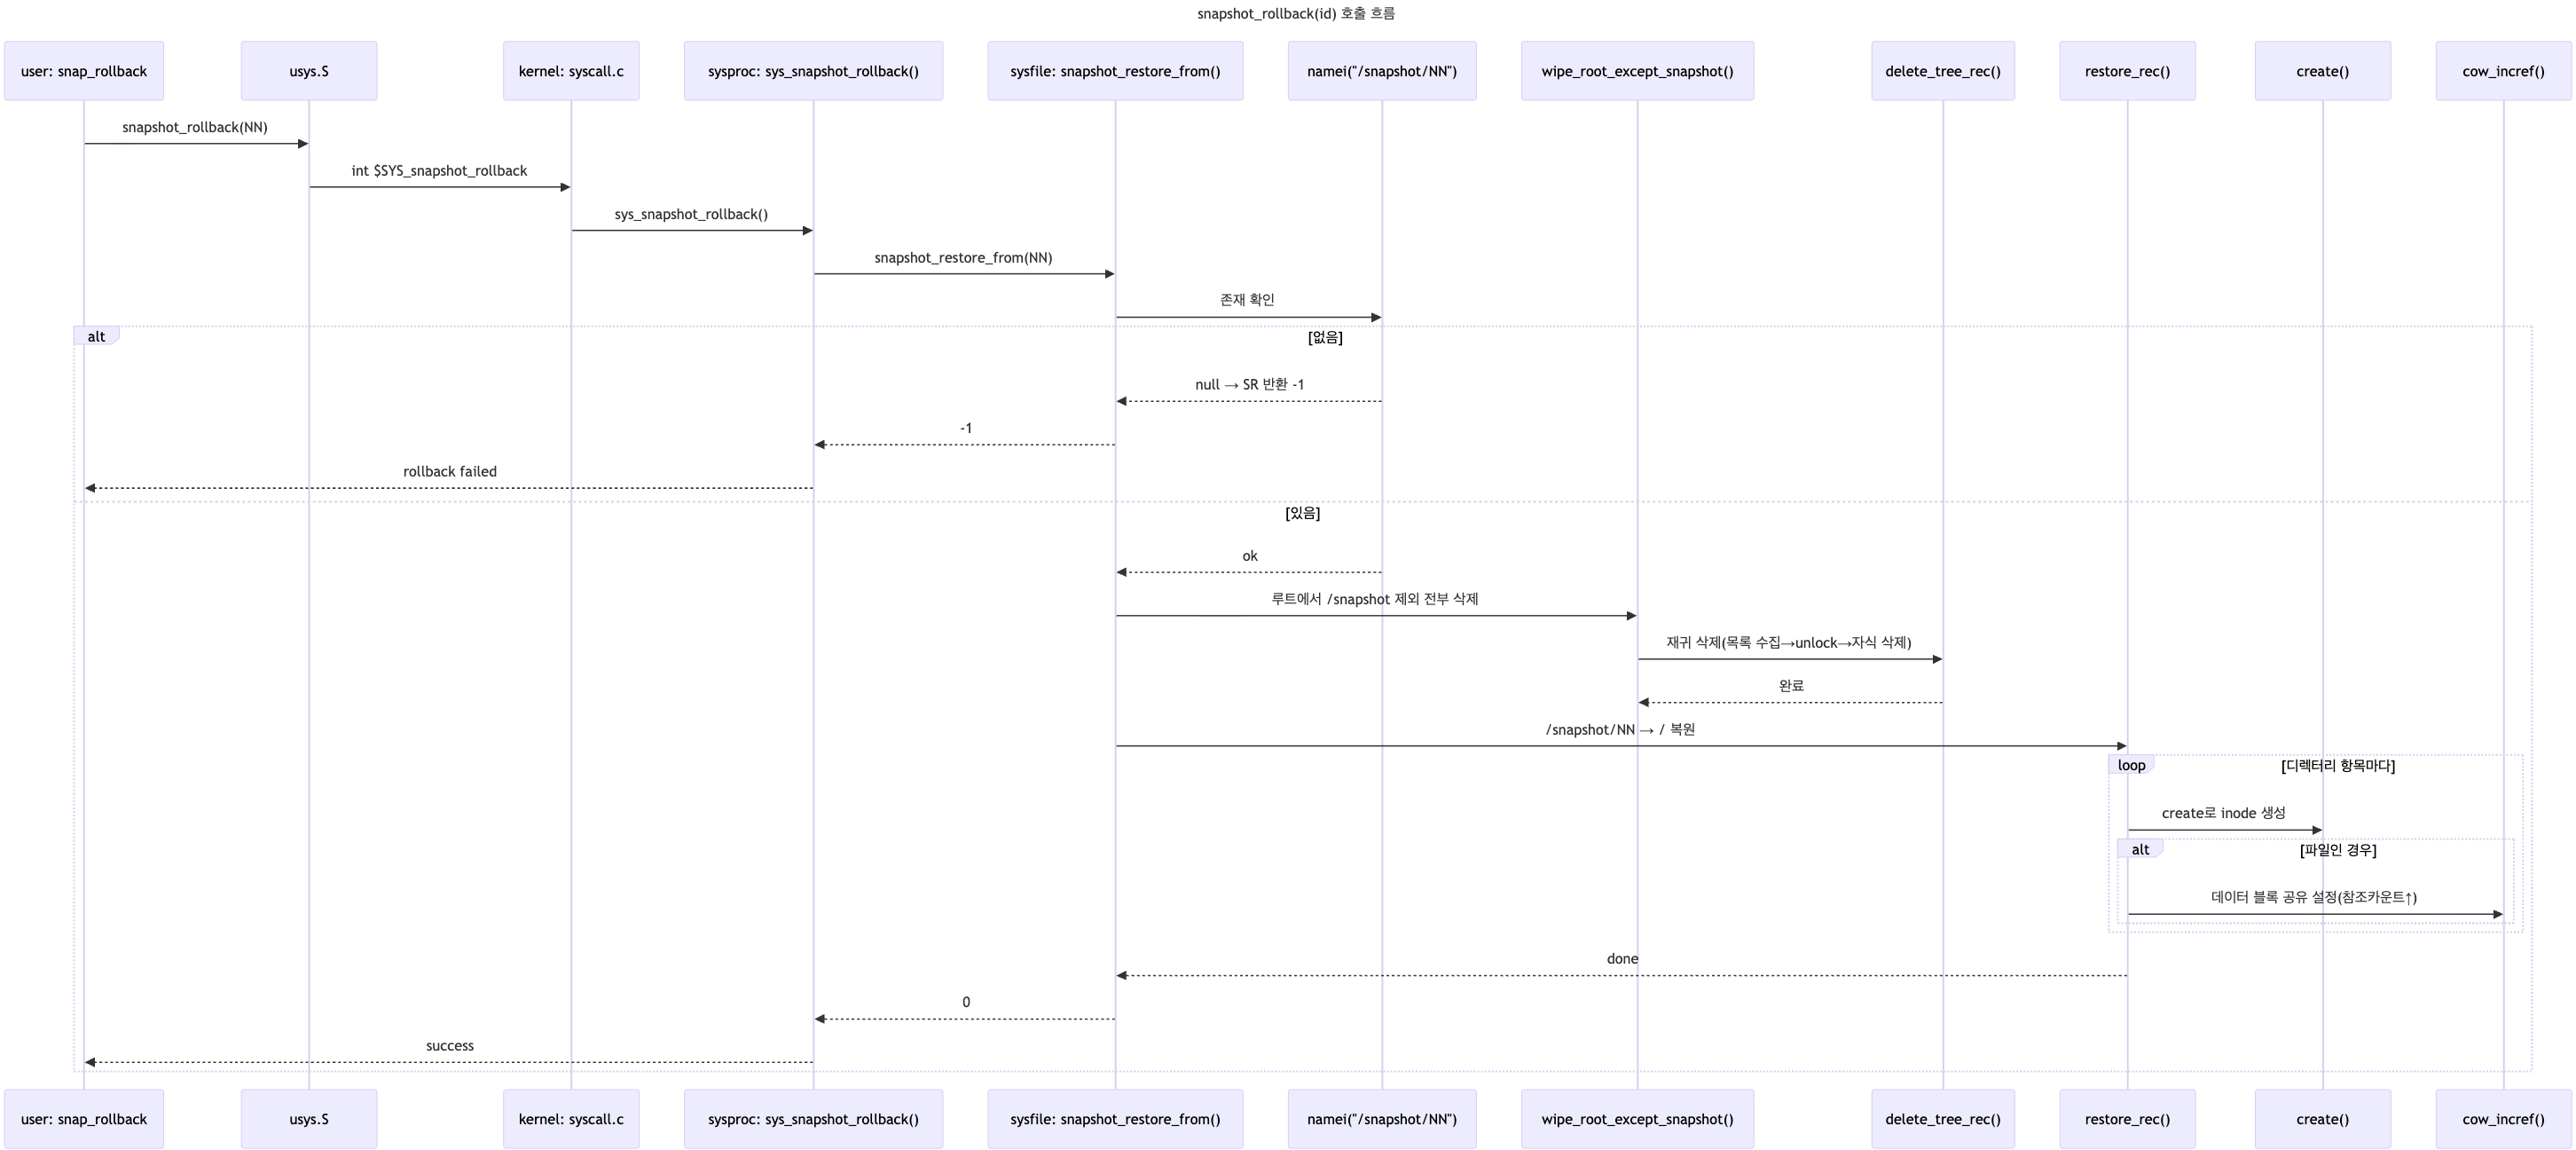 snapshot_rollback(id) 호출 흐름
user: snap_rollback
usys.S
kernel: syscall.c
sysproc: sys_snapshot_rollback()
sysfile: snapshot_restore_from()
namei("/snapshot/NN")
wipe_root_except_snapshot()
delete_tree_rec()
restore_rec()
create()
cow_incref()
snapshot_rollback(NN)
int $SYS_snapshot_rollback
sys_snapshot_rollback()
snapshot_restore_from(NN)
존재 확인
alt
[없음]
null → SR 반환 -1
-1
rollback failed
[있음]
ok
루트에서 /snapshot 제외 전부 삭제
재귀 삭제(목록 수집→unlock→자식 삭제)
완료
/snapshot/NN → / 복원
loop
[디렉터리 항목마다]
create로 inode 생성
alt
[파일인 경우]
데이터 블록 공유 설정(참조카운트↑)
done
0
success
user: snap_rollback
usys.S
kernel: syscall.c
sysproc: sys_snapshot_rollback()
sysfile: snapshot_restore_from()
namei("/snapshot/NN")
wipe_root_except_snapshot()
delete_tree_rec()
restore_rec()
create()
cow_incref()